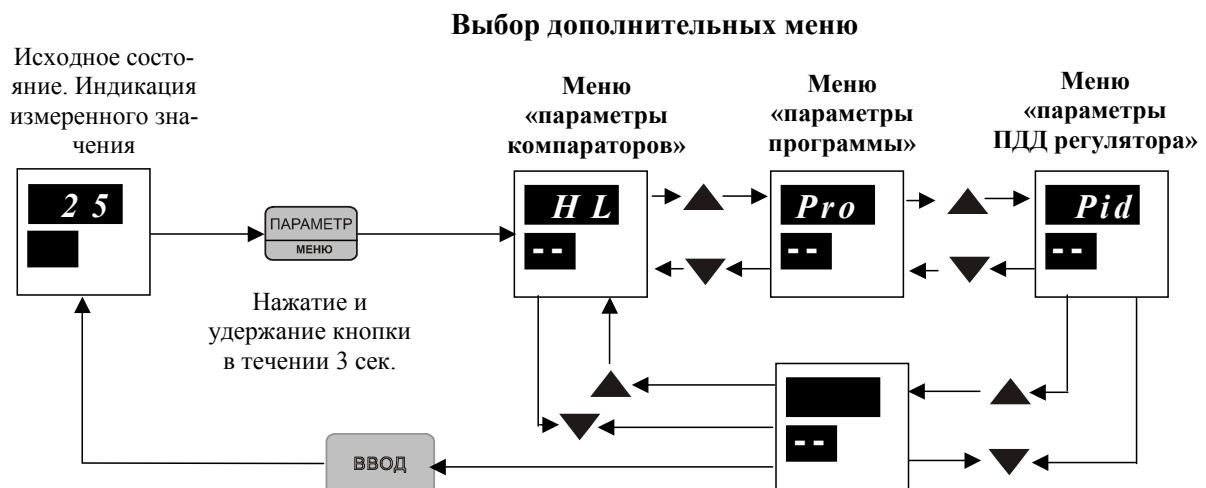 Выбор дополнительных меню
Исходное состо-
яние. Индикация
измеренного зна-
чения
Меню
«параметры
компараторов»
Меню
«параметры
программы»
Меню
«параметры
ПДД регулятора»
2 5
ПАРАМЕТР
МЕНЮ
H L
--
Pro
--
Pid
--
Нажатие и
удержание кнопки
в течении 3 сек.
--
ВВОД